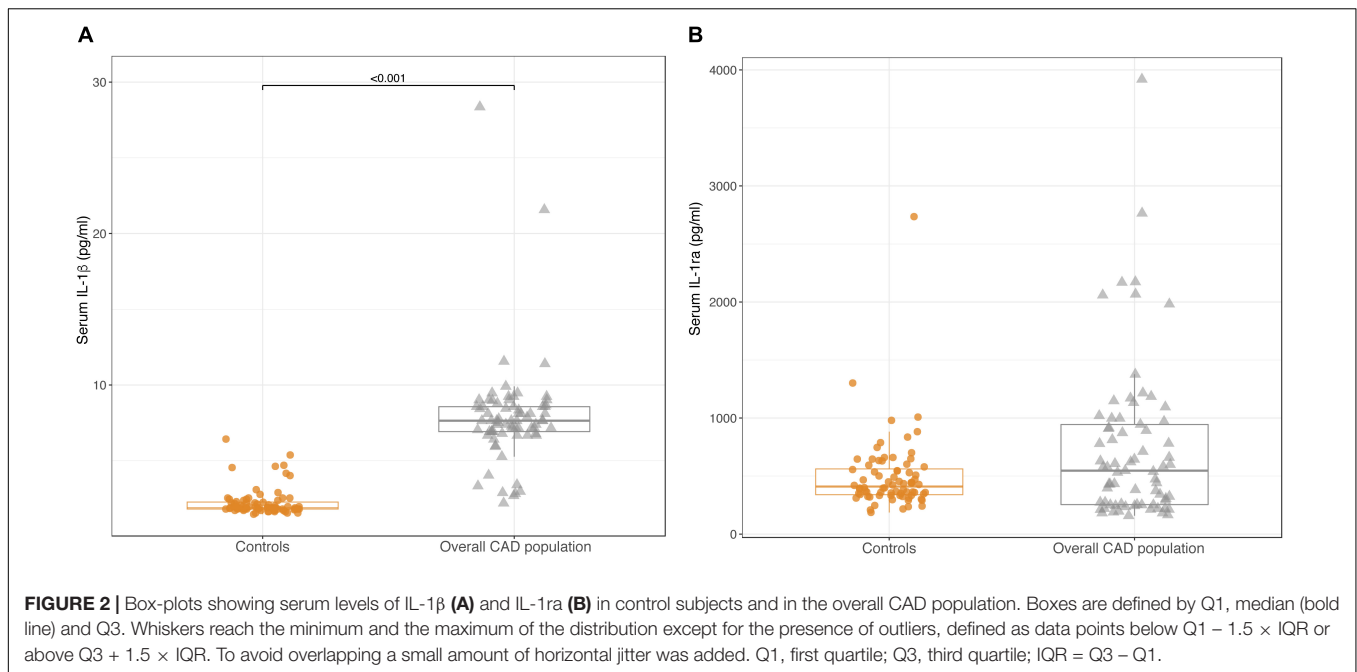 A
B
<0.001
30
20
10
Serum IL-1β (pg/ml)
Controls
Overall CAD population
4000
3000
2000
1000
0
Serum IL-1ra (pg/ml)
Controls
Overall CAD population
FIGURE 2 | Box-plots showing serum levels of IL-1β (A) and IL-1ra (B) in control subjects and in the overall CAD population. Boxes are defined by Q1, median (bold
line) and Q3. Whiskers reach the minimum and the maximum of the distribution except for the presence of outliers, defined as data points below Q1 – 1.5 × IQR or
above Q3 + 1.5 × IQR. To avoid overlapping a small amount of horizontal jitter was added. Q1, first quartile; Q3, third quartile; IQR = Q3 – Q1.